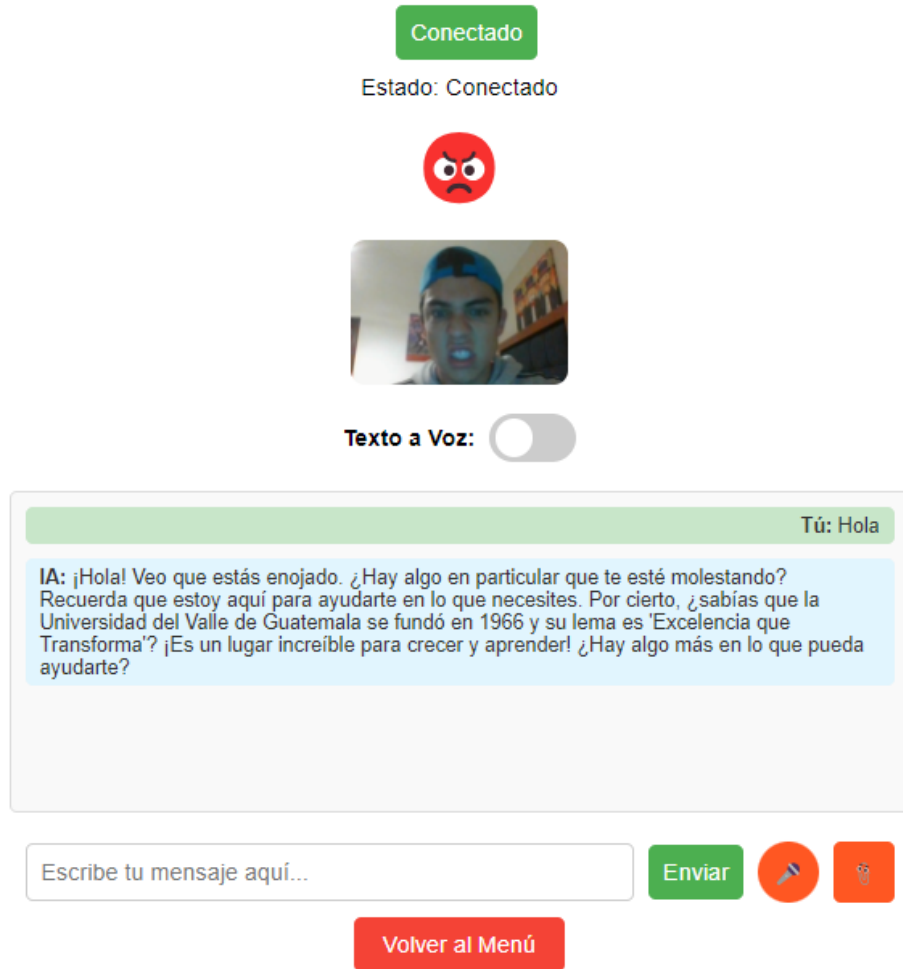 Conectado
Estado: Conectado
Texto a Voz:
Tú: Hola
IA: ¡Hola! Veo que estás enojado. ¿Hay algo en particular que te esté molestando?
Recuerda que estoy aquí para ayudarte en lo que necesites. Por cierto, ¿sabías que la
Universidad del Valle de Guatemala se fundó en 1966 y su lema es 'Excelencia que
Transforma'? ¡Es un lugar increíble para crecer y aprender! ¿Hay algo más en lo que pueda
ayudarte?
Escribe tu mensaje aquí...
Enviar
Volver al Menú